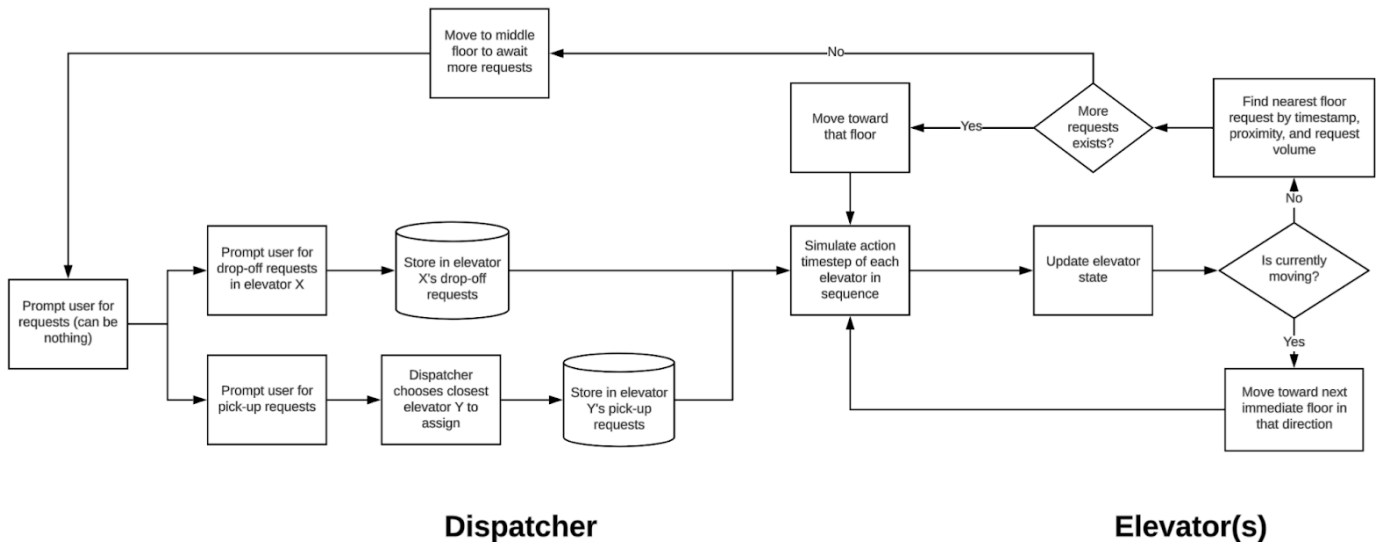 Move to middle
floor to await
more requests
No
Move toward
that floor
Yes
More
requests
exists?
Find nearest floor
request by timestamp,
proximity, and request
volume
No
Prompt user for
requests (can be
nothing)
Prompt user for
drop-off requests
in elevator X
Store in elevator
X's drop-off
requests
Simulate action
timestep of each
elevator in
sequence
Update elevator
state
Is currently
moving?
Yes
Prompt user for
pick-up requests
Dispatcher
chooses closest
elevator Y to
assign
Store in elevator
Y's pick-up
requests
Move toward next
immediate floor in
that direction
Dispatcher
Elevator(s)